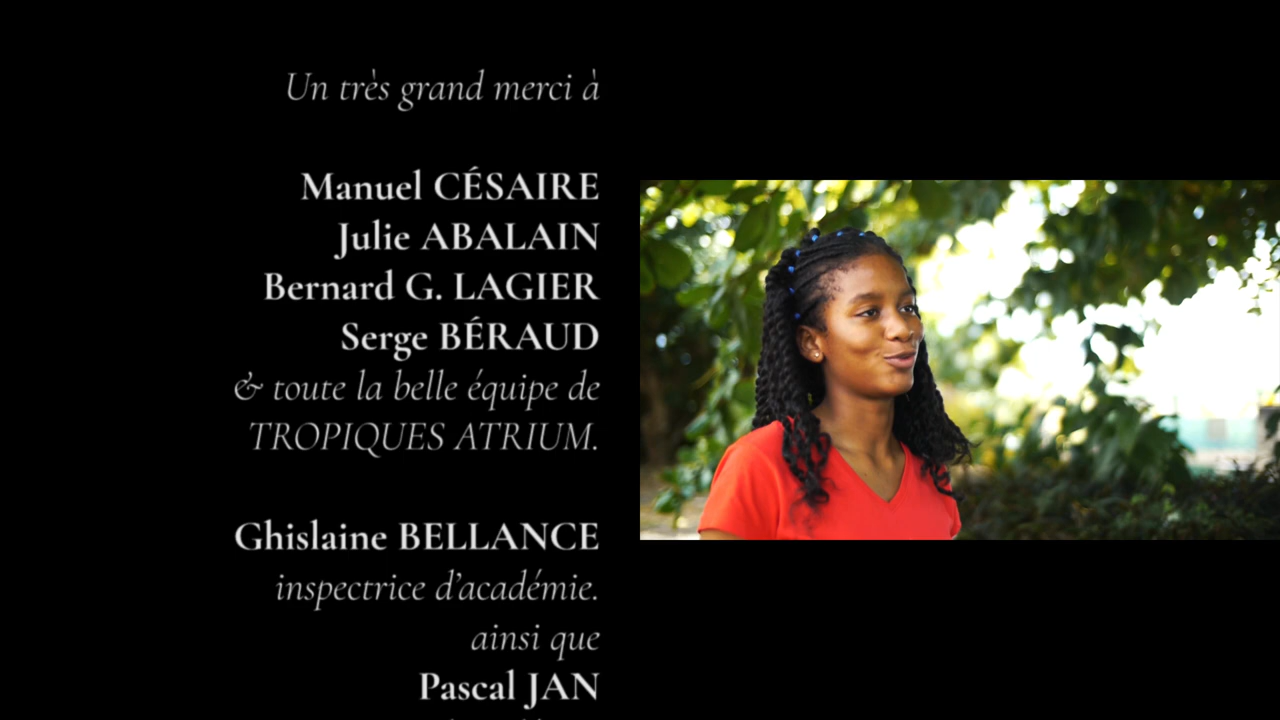 Un très grand merci à
Manuel CÉSAIRE
Julie ABALAIN
Bernard G. LAGIER
Serge BÉRAUD
& toute la belle équipe de
TROPIQUES ATRIUM.
Ghislaine BELLANCE
inspectrice d’académie.
ainsi que
Pascal JAN